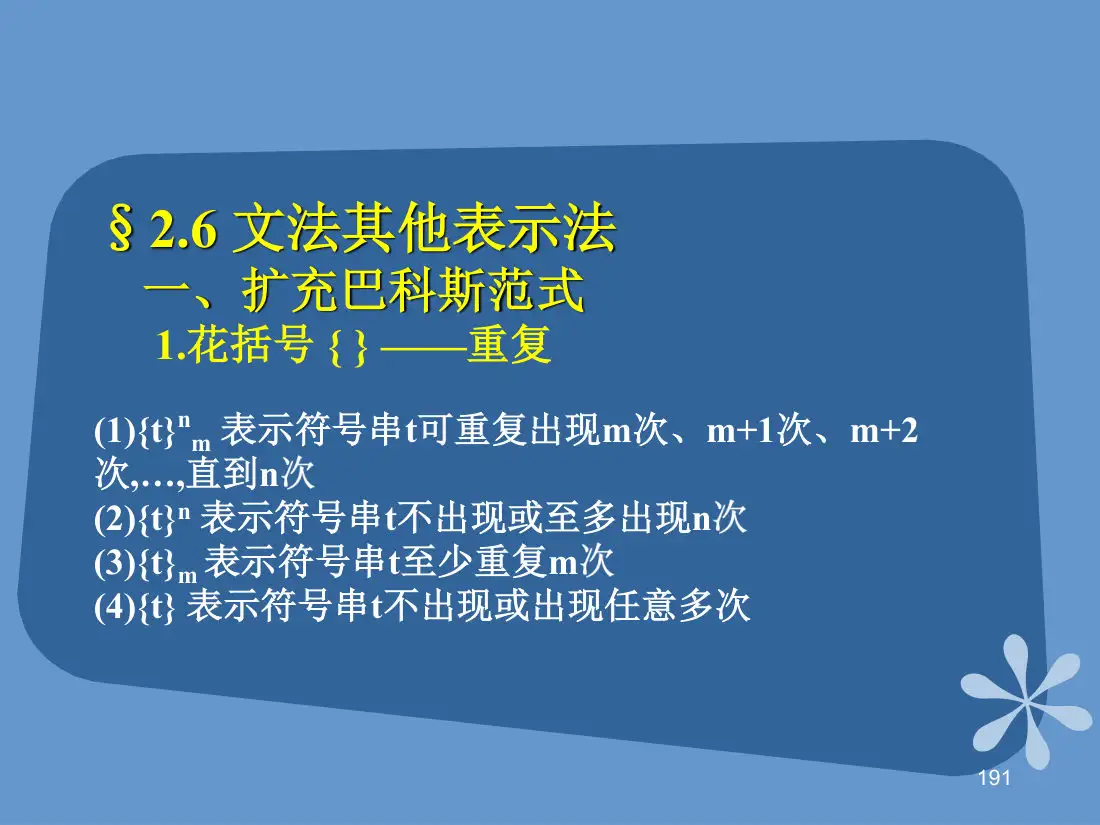 §2.6 文法其他表示法
一、扩充巴科斯范式
1.花括号 { } ——重复
(1){t}ⁿₘ 表示符号串t可重复出现m次、m+1次、m+2
次,…,直到n次
(2){t}ⁿ 表示符号串t不出现或至多出现n次
(3){t}ₘ 表示符号串t至少重复m次
(4){t} 表示符号串t不出现或出现任意多次
191